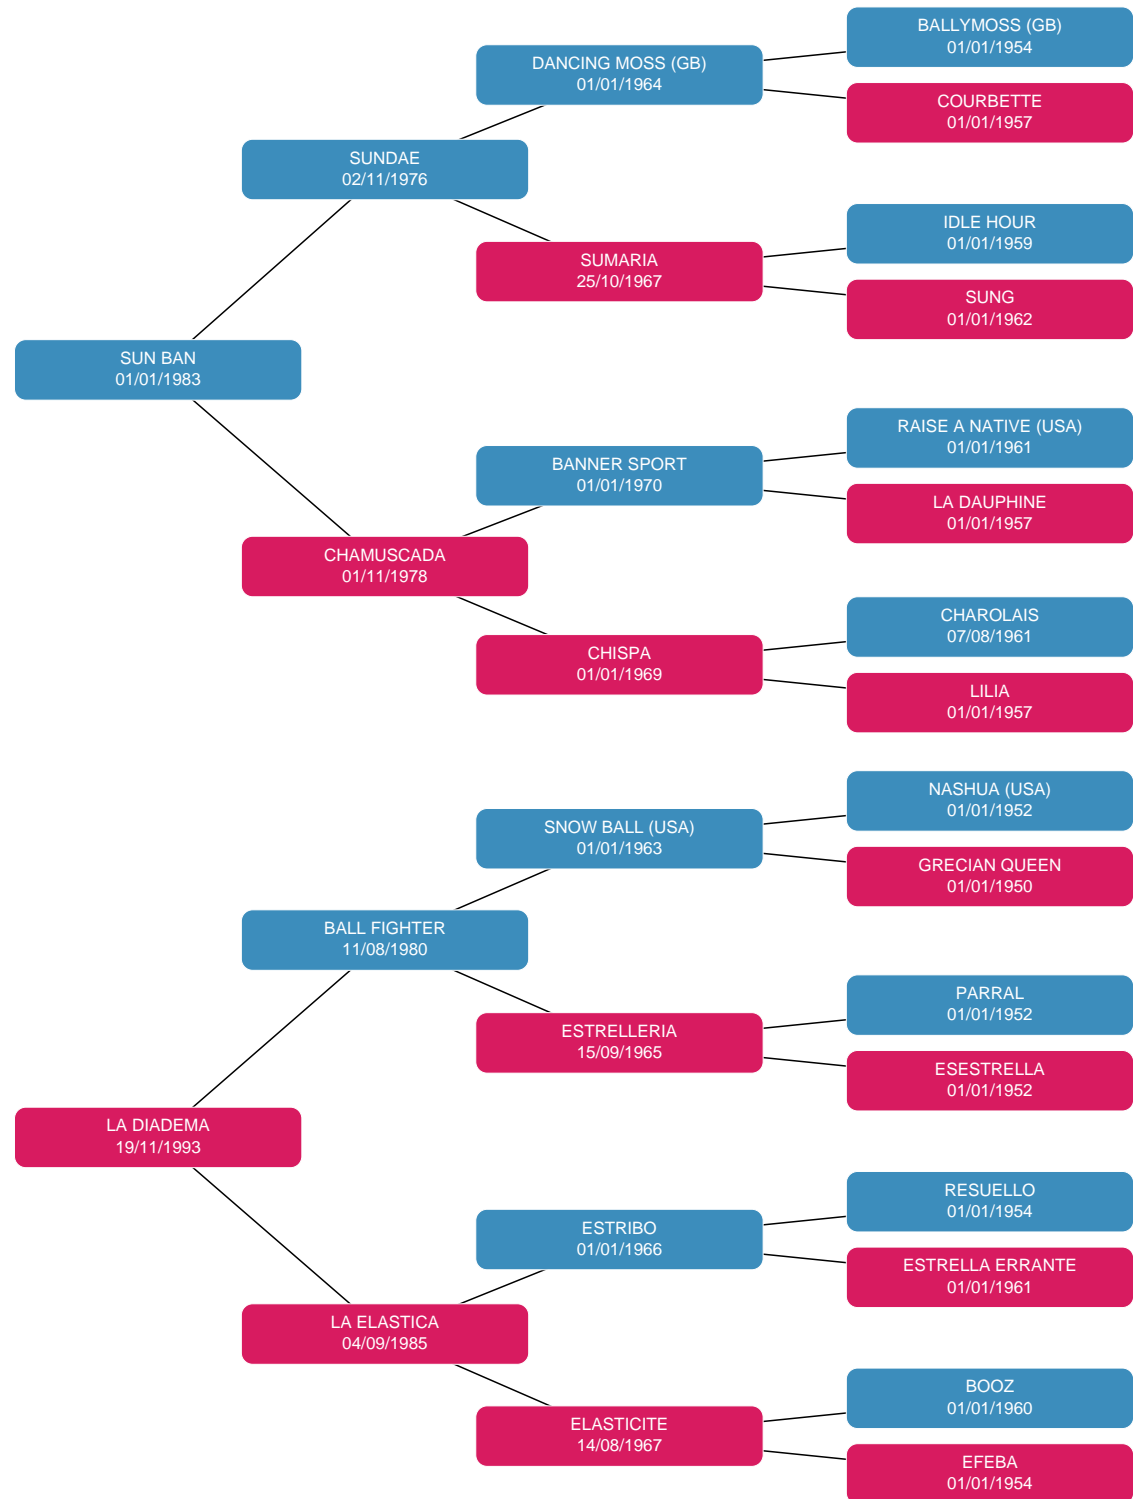 BALLYMOSS (GB)
01/01/1954
DANCING MOSS (GB)
01/01/1964
COURBETTE
01/01/1957
SUNDAE
02/11/1976
IDLE HOUR
01/01/1959
SUMARIA
25/10/1967
SUNG
01/01/1962
SUN BAN
01/01/1983
RAISE A NATIVE (USA)
01/01/1961
BANNER SPORT
01/01/1970
LA DAUPHINE
01/01/1957
CHAMUSCADA
01/11/1978
CHAROLAIS
07/08/1961
CHISPA
01/01/1969
LILIA
01/01/1957
NASHUA (USA)
01/01/1952
SNOW BALL (USA)
01/01/1963
GRECIAN QUEEN
01/01/1950
BALL FIGHTER
11/08/1980
PARRAL
01/01/1952
ESTRELLERIA
15/09/1965
ESESTRELLA
01/01/1952
LA DIADEMA
19/11/1993
RESUELLO
01/01/1954
ESTRIBO
01/01/1966
ESTRELLA ERRANTE
01/01/1961
LA ELASTICA
04/09/1985
BOOZ
01/01/1960
ELASTICITE
14/08/1967
EFEBA
01/01/1954